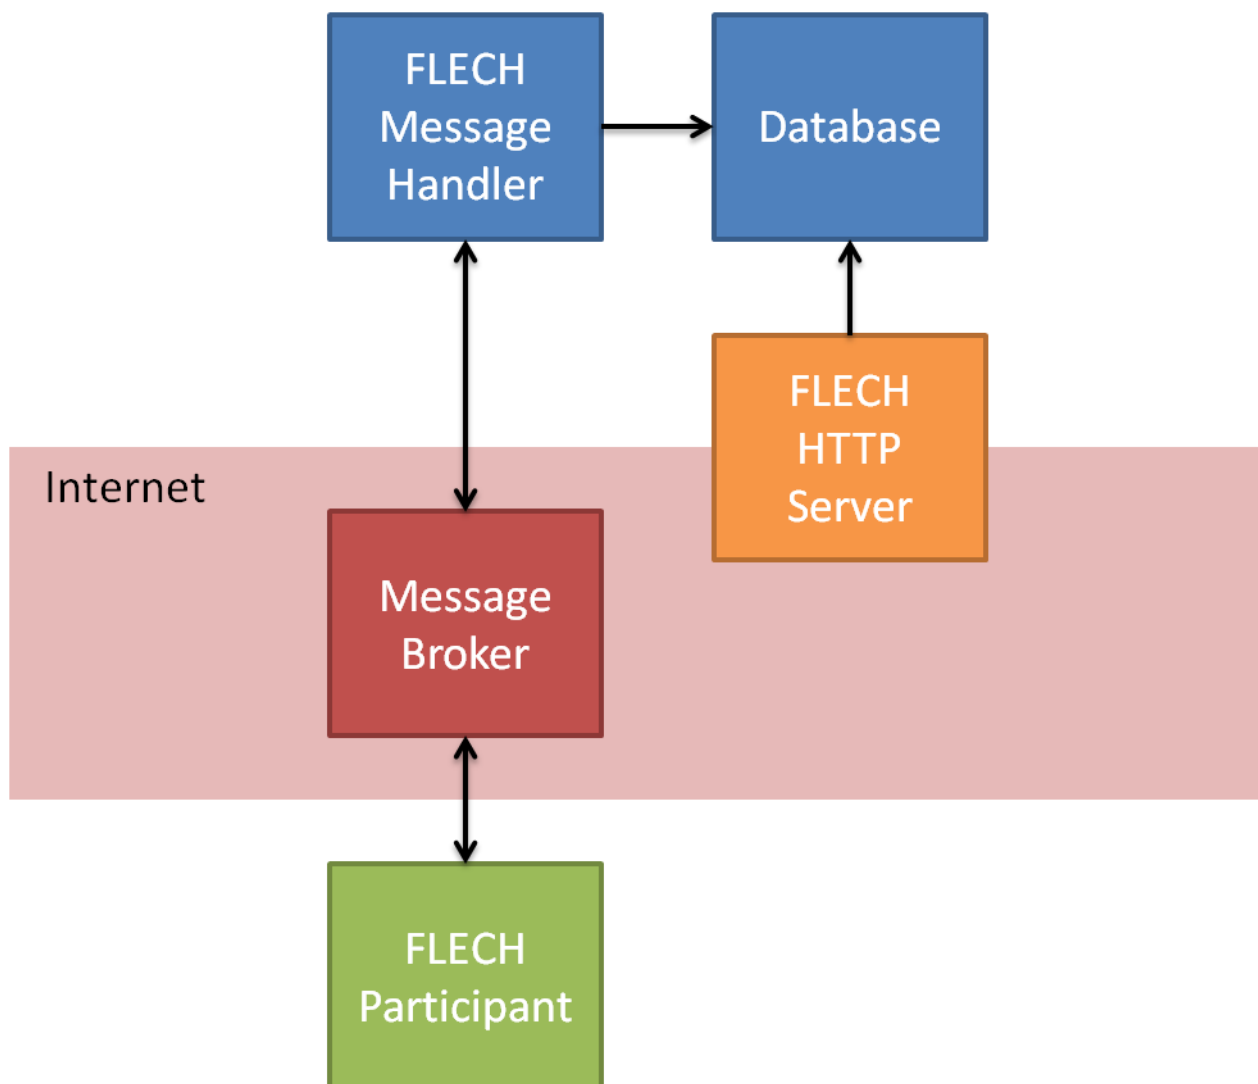 FLECH
Message
Handler
Database
FLECH
HTTP
Server
Internet
Message
Broker
FLECH
Participant